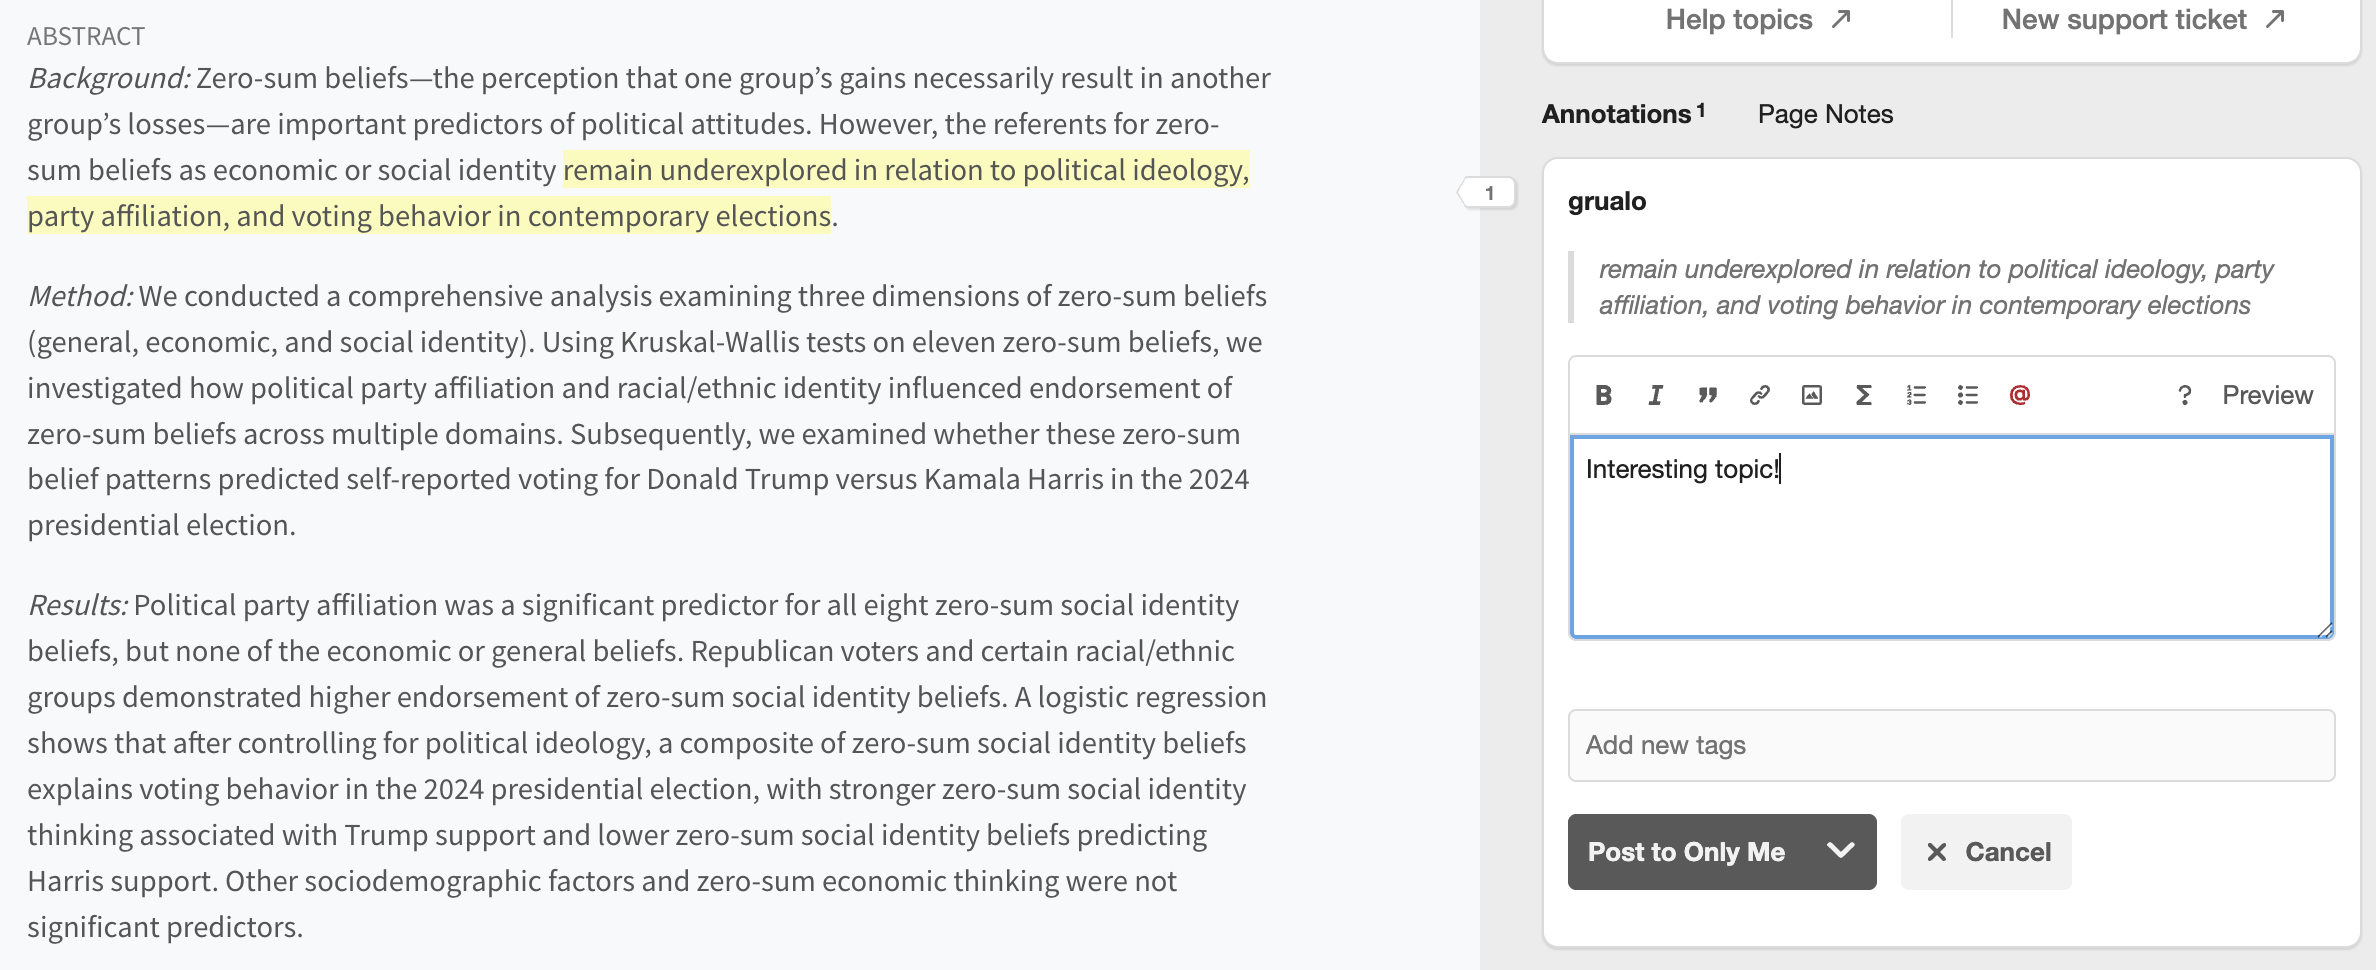 ABSTRACT
Background: Zero-sum beliefs—the perception that one group’s gains necessarily result in another
group’s losses—are important predictors of political attitudes. However, the referents for zero-
sum beliefs as economic or social identity remain underexplored in relation to political ideology,
party affiliation, and voting behavior in contemporary elections.
Method: We conducted a comprehensive analysis examining three dimensions of zero-sum beliefs
(general, economic, and social identity). Using Kruskal-Wallis tests on eleven zero-sum beliefs, we
investigated how political party affiliation and racial/ethnic identity influenced endorsement of
zero-sum beliefs across multiple domains. Subsequently, we examined whether these zero-sum
belief patterns predicted self-reported voting for Donald Trump versus Kamala Harris in the 2024
presidential election.
Results: Political party affiliation was a significant predictor for all eight zero-sum social identity
beliefs, but none of the economic or general beliefs. Republican voters and certain racial/ethnic
groups demonstrated higher endorsement of zero-sum social identity beliefs. A logistic regression
shows that after controlling for political ideology, a composite of zero-sum social identity beliefs
explains voting behavior in the 2024 presidential election, with stronger zero-sum social identity
thinking associated with Trump support and lower zero-sum social identity beliefs predicting
Harris support. Other sociodemographic factors and zero-sum economic thinking were not
significant predictors.
Help topics
New support ticket
Annotations 1
Page Notes
1
grualo
remain underexplored in relation to political ideology, party
affiliation, and voting behavior in contemporary elections
B I ” Σ @ ? Preview
Interesting topic!
Add new tags
Post to Only Me
Cancel